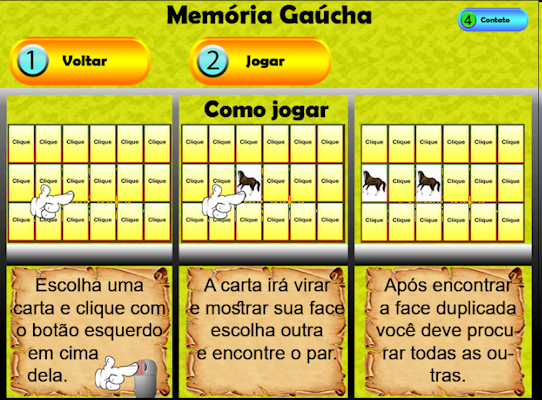 Memória Gaúcha
4 Contato
1 Voltar
2 Jogar
Como jogar
Clique Clique Clique Clique Clique Clique
Clique Clique Clique Clique Clique
Clique Clique Clique Clique Clique
Clique Clique Clique Clique Clique Clique
Clique Clique Clique Clique Clique
Clique Clique Clique Clique Clique
Clique Clique Clique Clique Clique Clique
Clique Clique Clique Clique
Clique Clique Clique Clique Clique Clique
Escolha uma
carta e clique com
o botão esquerdo
em cima
dela.
A carta irá virar
e mostrar sua face
escolha outra
e encontre o par.
Após encontrar
a face duplicada
você deve procu-
rar todas as ou-
tras.